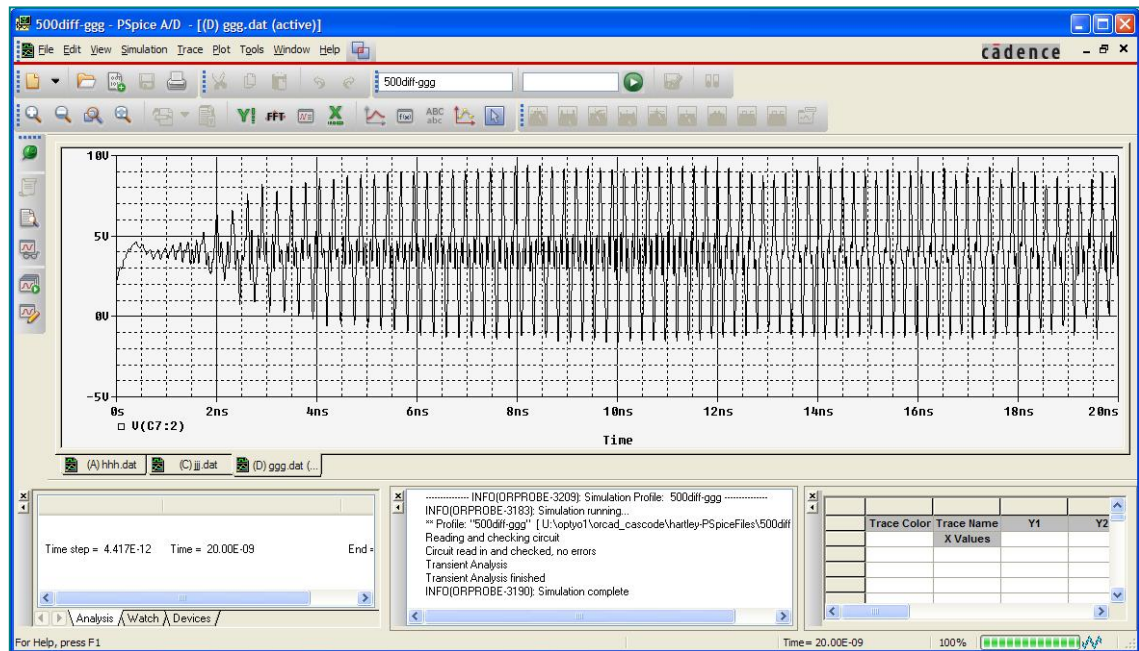 500diff-ggg - PSpice A/D - [(D) ggg.dat (active)]
File Edit View Simulation Trace Plot Tools Window Help
cādence
500diff-ggg
FFT
f(x)
ABC
abc
10V
5V
0V
-5V
0s 2ns 4ns 6ns 8ns 10ns 12ns 14ns 16ns 18ns 20ns
V(C7:2)
Time
(A) hhh.dat (C) jjj.dat (D) ggg.dat (...
Time step = 4.417E-12 Time = 20.00E-09 End =
Analysis Watch Devices
-------------- INFO(ORPROBE-3209): Simulation Profile: 500diff-ggg ---------------
INFO(ORPROBE-3183): Simulation running...
** Profile: "500diff-ggg" [ U:\optyo1\orcad_cascode\hartley-PSpiceFiles\500diff
Reading and checking circuit
Circuit read in and checked, no errors
Transient Analysis
Transient Analysis finished
INFO(ORPROBE-3190): Simulation complete
Trace Color Trace Name Y1 Y2
X Values
For Help, press F1
Time= 20.00E-09 100%